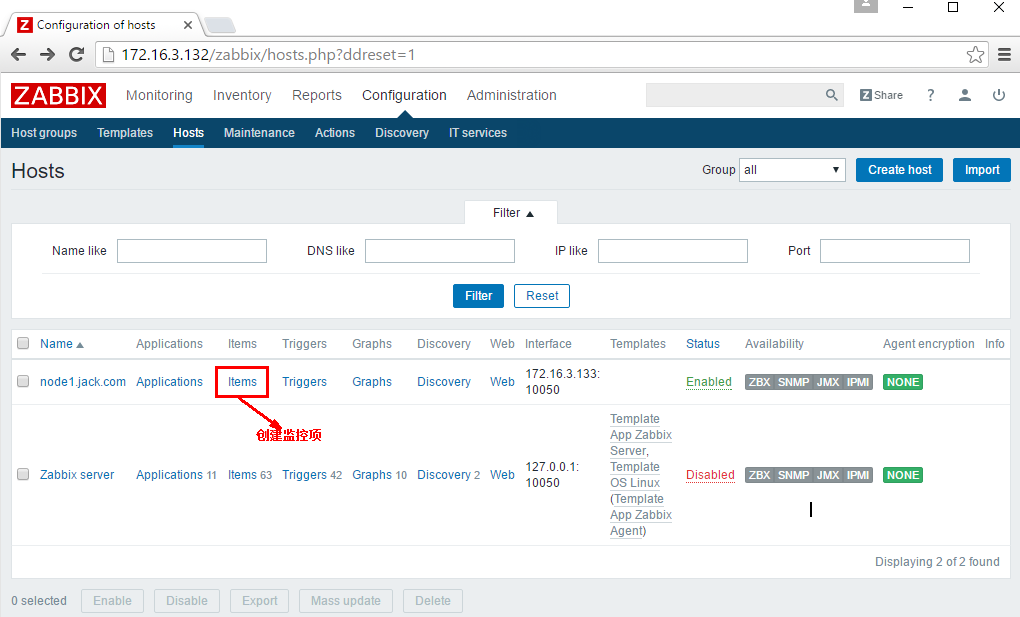 Configuration of hosts
172.16.3.132/zabbix/hosts.php?ddreset=1
ZABBIX Monitoring Inventory Reports Configuration Administration Z Share ?
Host groups Templates Hosts Maintenance Actions Discovery IT services
Hosts Group all Create host Import
Filter ▲
Name like DNS like IP like Port
Filter Reset
Name ▲ Applications Items Triggers Graphs Discovery Web Interface Templates Status Availability Agent encryption Info
node1.jack.com Applications Items Triggers Graphs Discovery Web 172.16.3.133: Enabled ZBX SNMP JMX IPMI NONE
10050
创建监控项
Template
App Zabbix
Server,
Zabbix server Applications 11 Items 63 Triggers 42 Graphs 10 Discovery 2 Web 127.0.0.1: Template Disabled ZBX SNMP JMX IPMI NONE
10050 OS Linux
(Template
App Zabbix
Agent)
Displaying 2 of 2 found
0 selected Enable Disable Export Mass update Delete